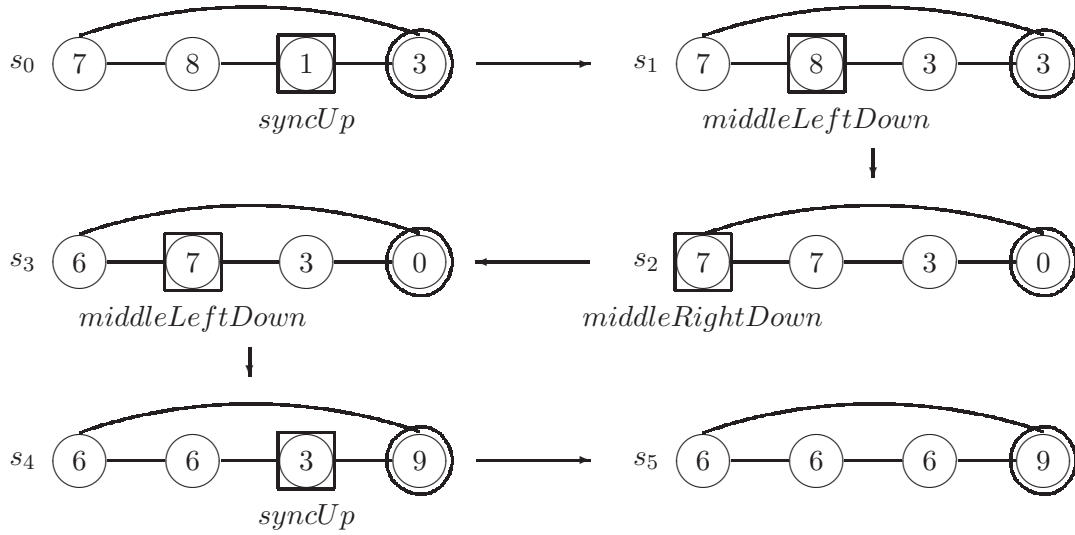 s₀ 7 8 1 3 s₁ 7 8 3 3
syncUp middleLeftDown
s₃ 6 7 3 0 s₂ 7 7 3 0
middleLeftDown middleRightDown
s₄ 6 6 3 9 s₅ 6 6 6 9
syncUp